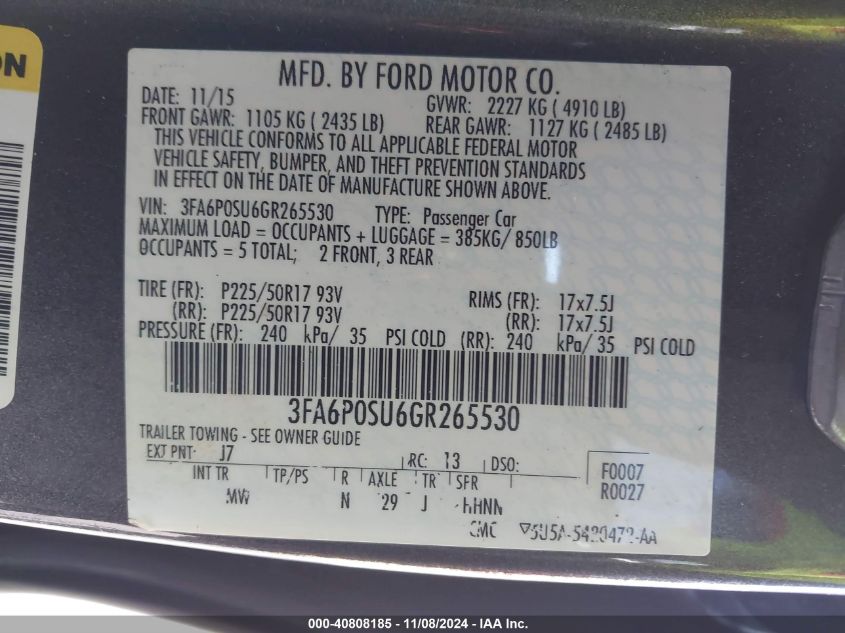 ON
MFD. BY FORD MOTOR CO.
DATE: 11/15 GVWR: 2227 KG ( 4910 LB)
FRONT GAWR: 1105 KG ( 2435 LB) REAR GAWR: 1127 KG ( 2485 LB)
THIS VEHICLE CONFORMS TO ALL APPLICABLE FEDERAL MOTOR
VEHICLE SAFETY, BUMPER, AND THEFT PREVENTION STANDARDS
IN EFFECT ON THE DATE OF MANUFACTURE SHOWN ABOVE.
VIN: 3FA6P0SU6GR265530 TYPE: Passenger Car
MAXIMUM LOAD = OCCUPANTS + LUGGAGE = 385KG/ 850LB
OCCUPANTS = 5 TOTAL; 2 FRONT, 3 REAR
TIRE (FR): P225/50R17 93V RIMS (FR): 17x7.5J
(RR): P225/50R17 93V (RR): 17x7.5J
PRESSURE (FR): 240 kPa/ 35 PSI COLD (RR): 240 kPa/ 35 PSI COLD
3FA6P0SU6GR265530
TRAILER TOWING - SEE OWNER GUIDE
EXT PNT: J7 RC: 13 DSO: F0007
INT TR TP/PS R AXLE TR SFR R0027
MW N 29 J HHNN
CMC 5U5A-5420472-AA
000-40808185 - 11/08/2024 - IAA Inc.